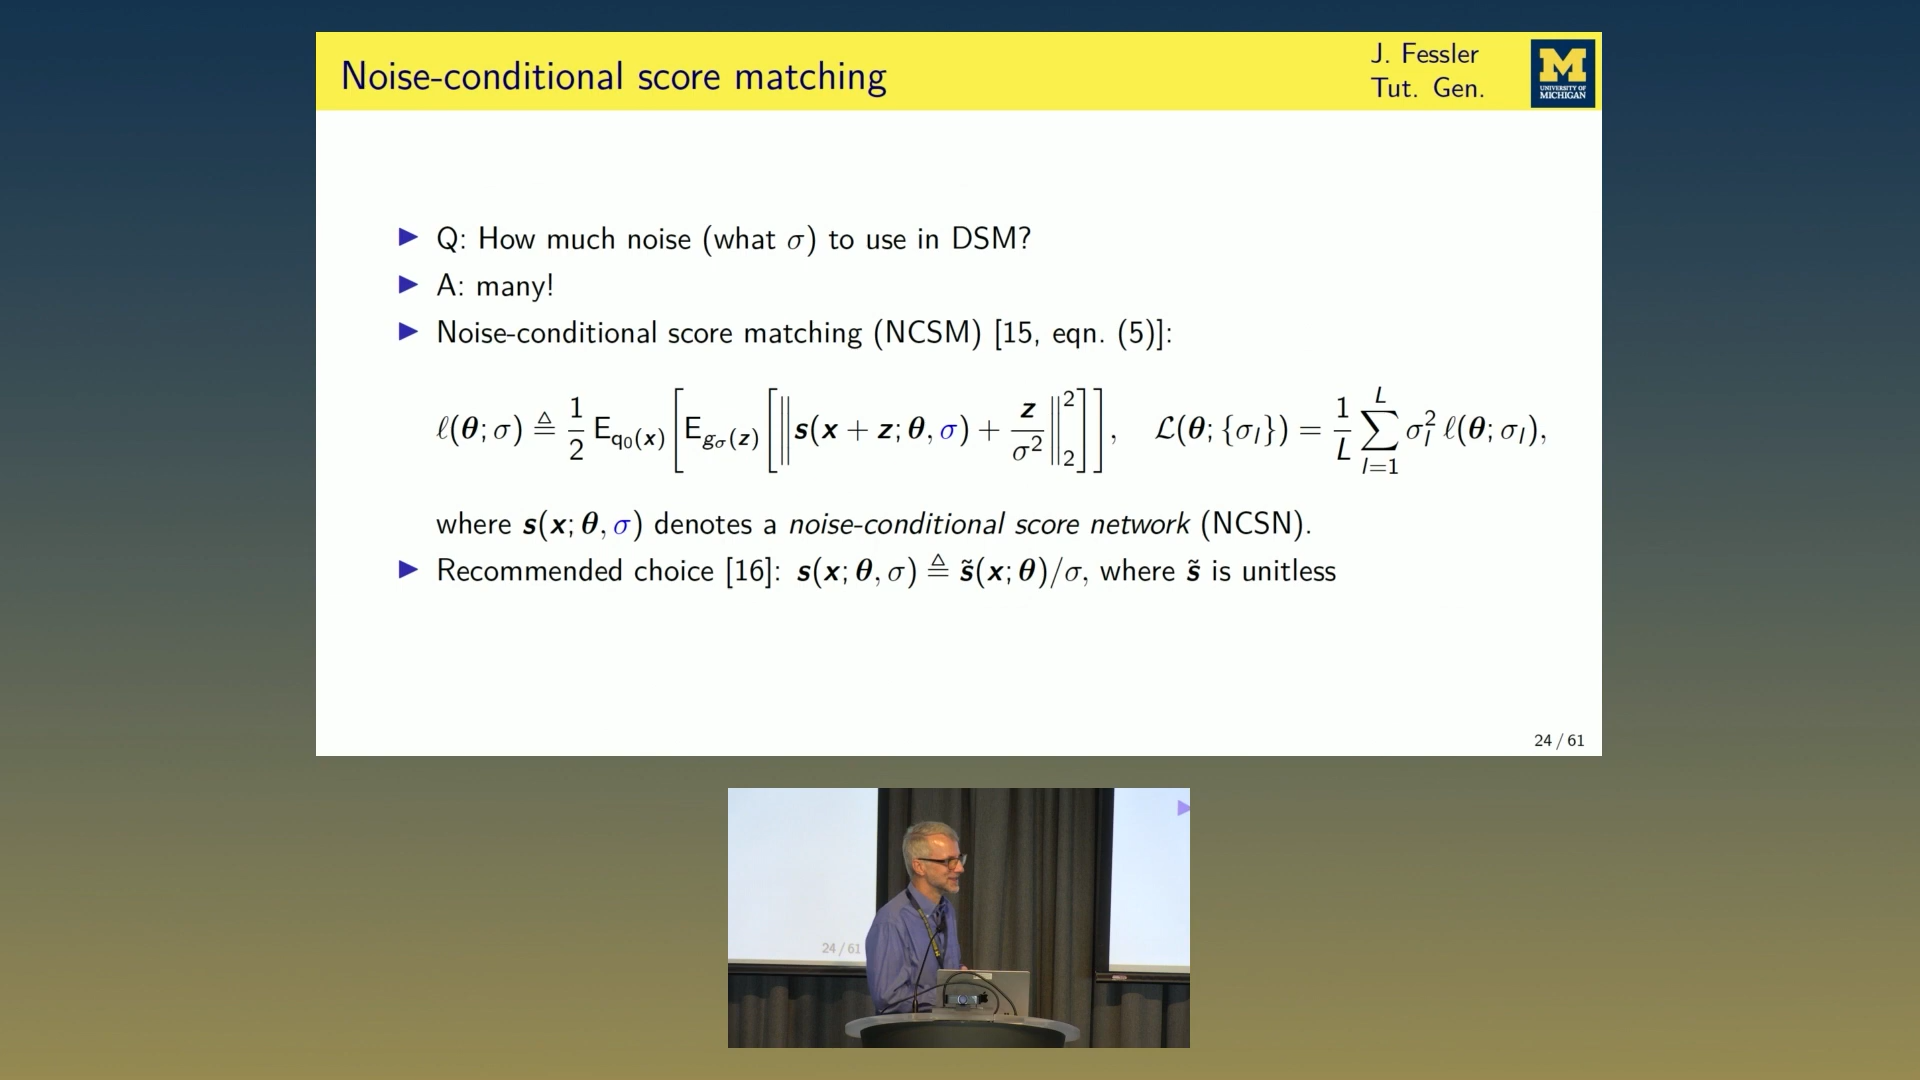 Noise-conditional score matching
J. Fessler
Tut. Gen.
M
UNIVERSITY OF
MICHIGAN
▶ Q: How much noise (what σ) to use in DSM?
▶ A: many!
▶ Noise-conditional score matching (NCSM) [15, eqn. (5)]:
ℓ(θ; σ) ≜ 1/2 E_{q₀(x)}[E_{g_σ(z)}[‖s(x + z; θ, σ) + z/σ²‖₂²]], ℒ(θ; {σ_l}) = 1/L ∑_{l=1}^{L} σ_l² ℓ(θ; σ_l),
where s(x; θ, σ) denotes a noise-conditional score network (NCSN).
▶ Recommended choice [16]: s(x; θ, σ) ≜ s̃(x; θ)/σ, where s̃ is unitless
24 / 61
24 / 61